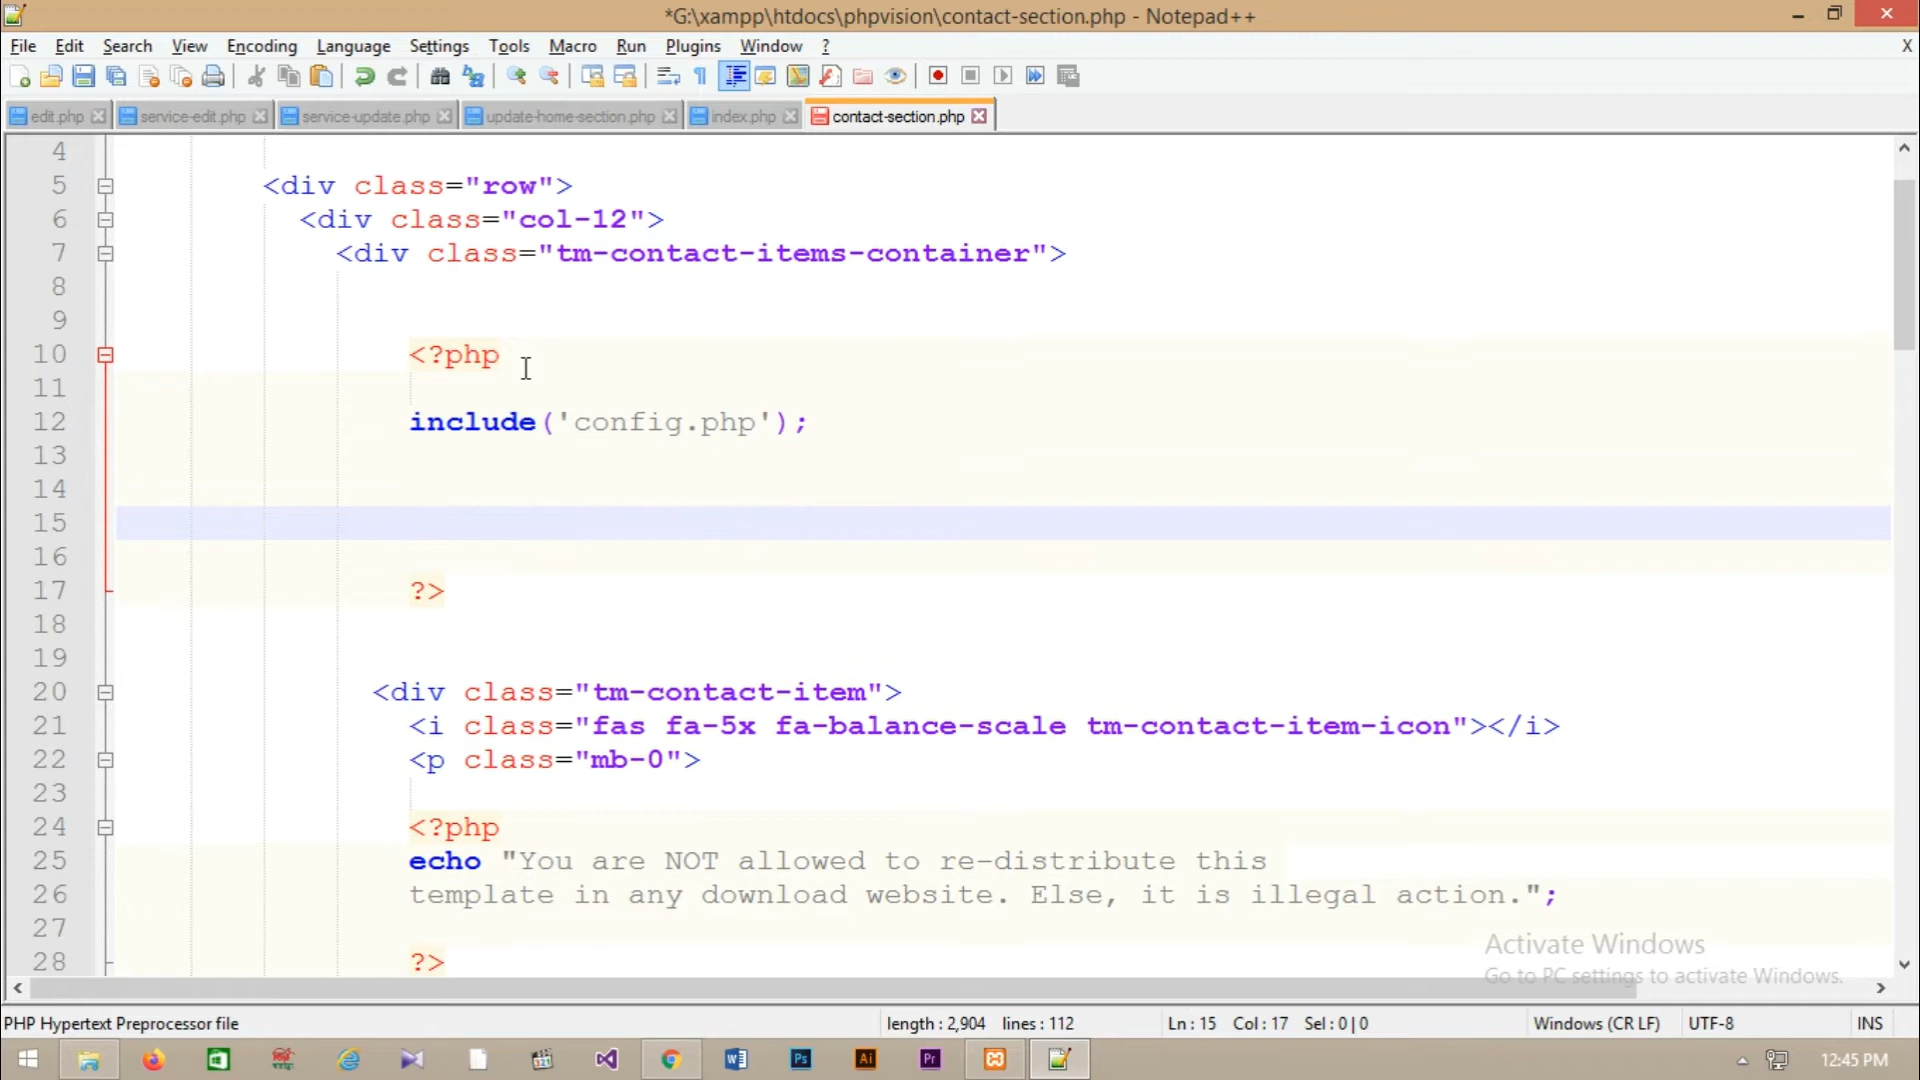 *G:\xampp\htdocs\phpvision\contact-section.php - Notepad++
File Edit Search View Encoding Language Settings Tools Macro Run Plugins Window ? X
edit.php service-edit.php service-update.php update-home-section.php index.php contact-section.php
4
5 <div class="row">
6 <div class="col-12">
7 <div class="tm-contact-items-container">
8
9
10 <?php
11
12 include('config.php');
13
14
15
16
17 ?>
18
19
20 <div class="tm-contact-item">
21 <i class="fas fa-5x fa-balance-scale tm-contact-item-icon"></i>
22 <p class="mb-0">
23
24 <?php
25 echo "You are NOT allowed to re-distribute this
26 template in any download website. Else, it is illegal action.";
27
28 ?>
Activate Windows
Go to PC settings to activate Windows.
PHP Hypertext Preprocessor file length : 2,904 lines : 112 Ln : 15 Col : 17 Sel : 0 | 0 Windows (CR LF) UTF-8 INS
Ps Ai Pr 12:45 PM